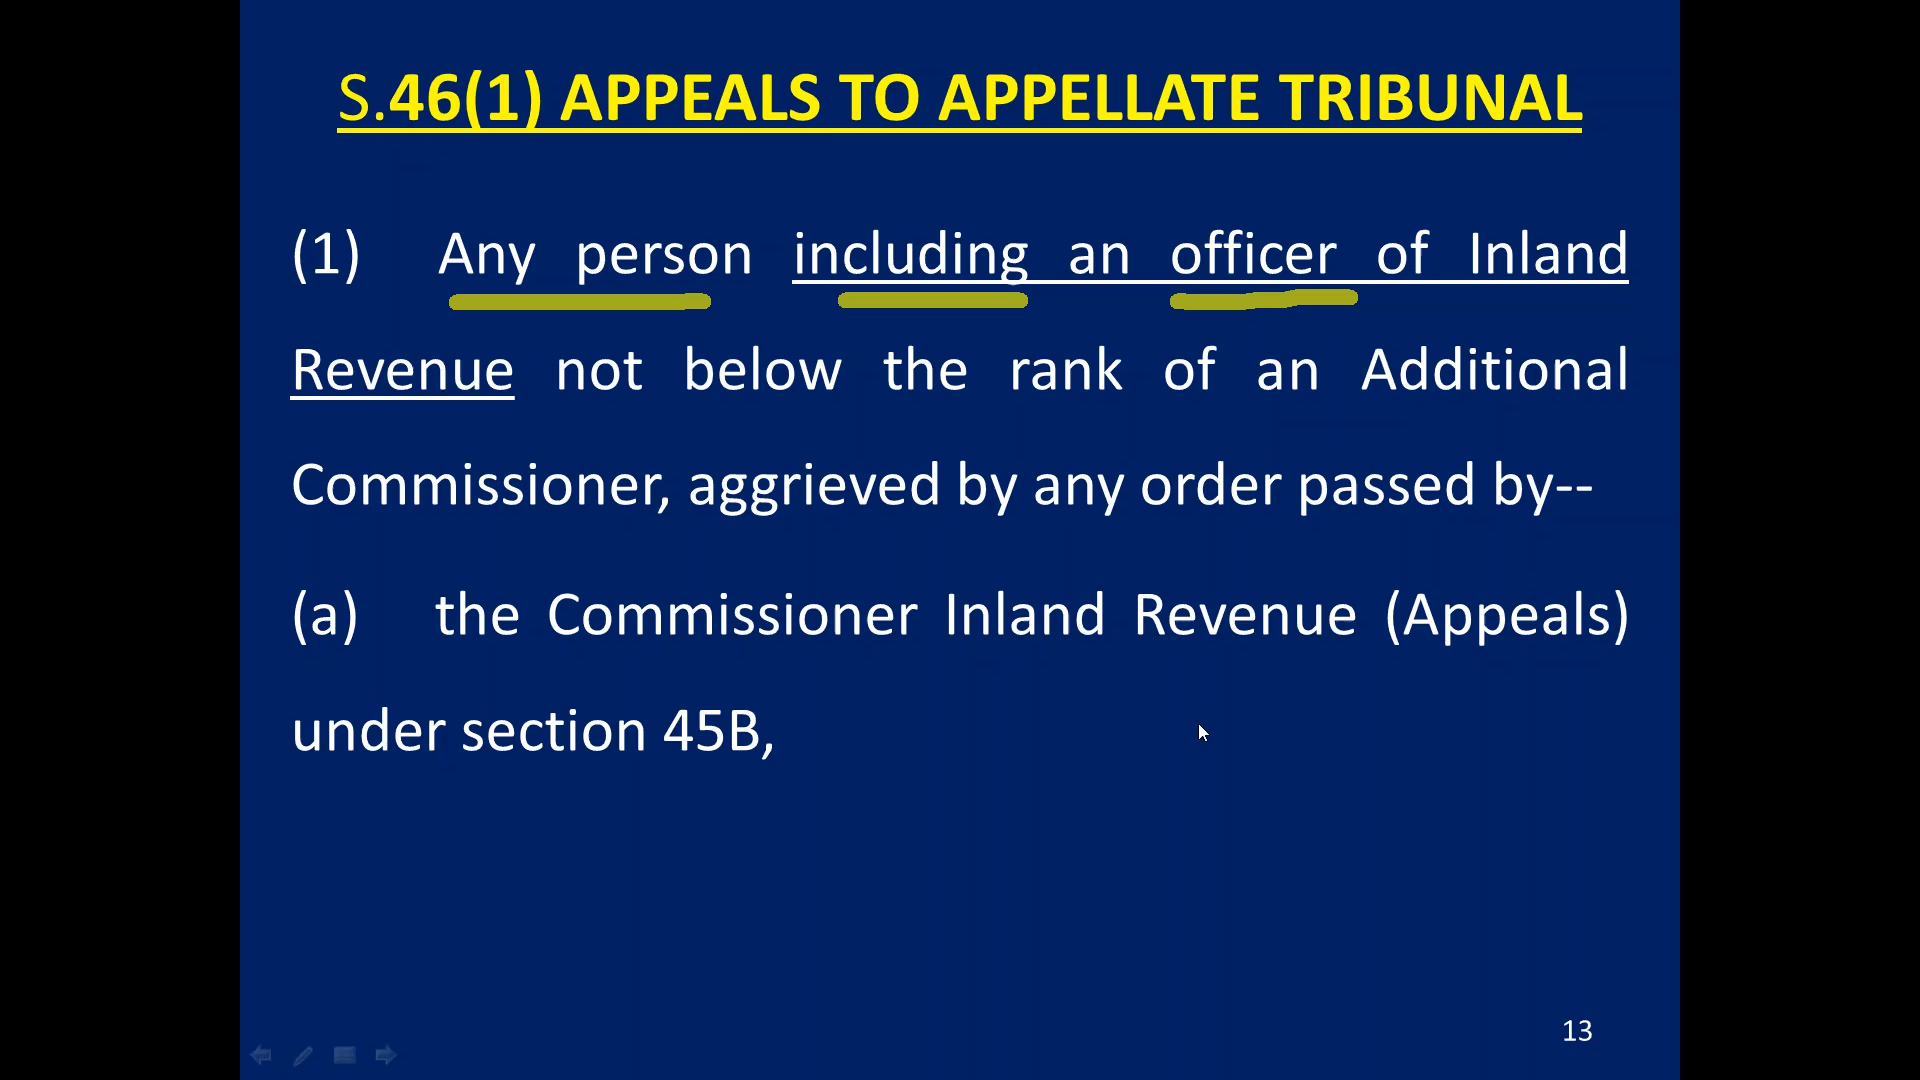 S.46(1) APPEALS TO APPELLATE TRIBUNAL
(1) Any person including an officer of Inland
Revenue not below the rank of an Additional
Commissioner, aggrieved by any order passed by--
(a) the Commissioner Inland Revenue (Appeals)
under section 45B,
13